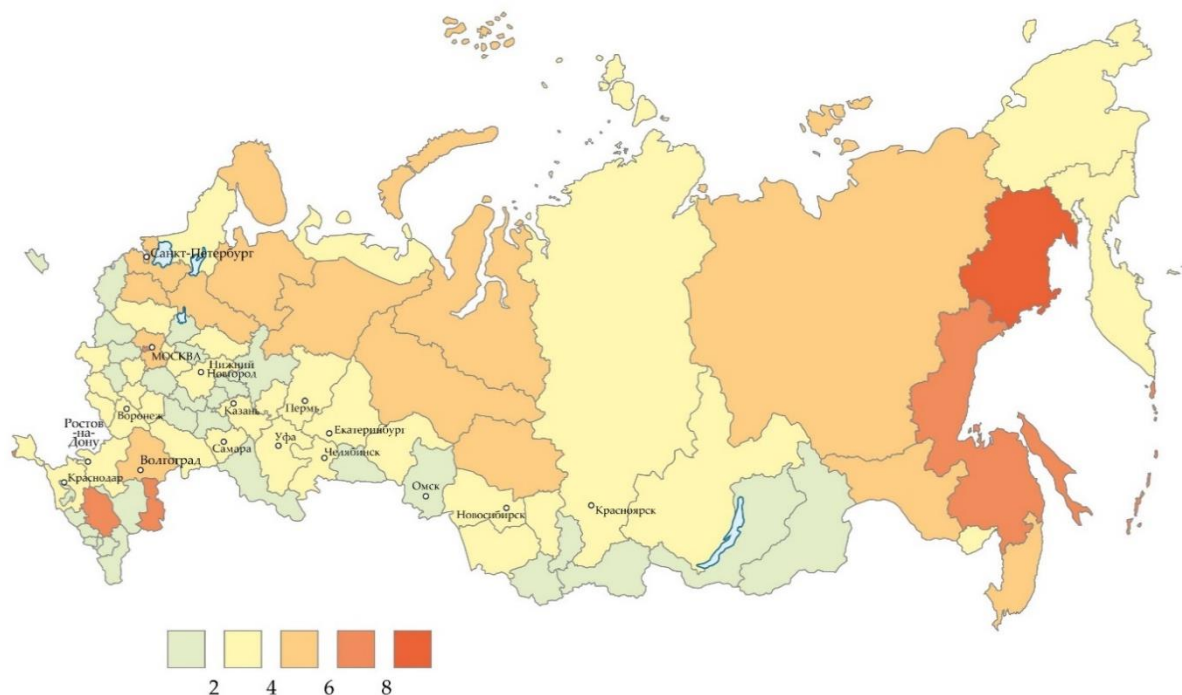 Санкт-Петербург
МОСКВА
Нижний
Новгород
Казань
Пермь
Воронеж
Ростов
-на-
Дону
Екатеринбург
Уфа
Самара
Челябинск
Волгоград
Краснодар
Омск
Новосибирск
Красноярск
2 4 6 8